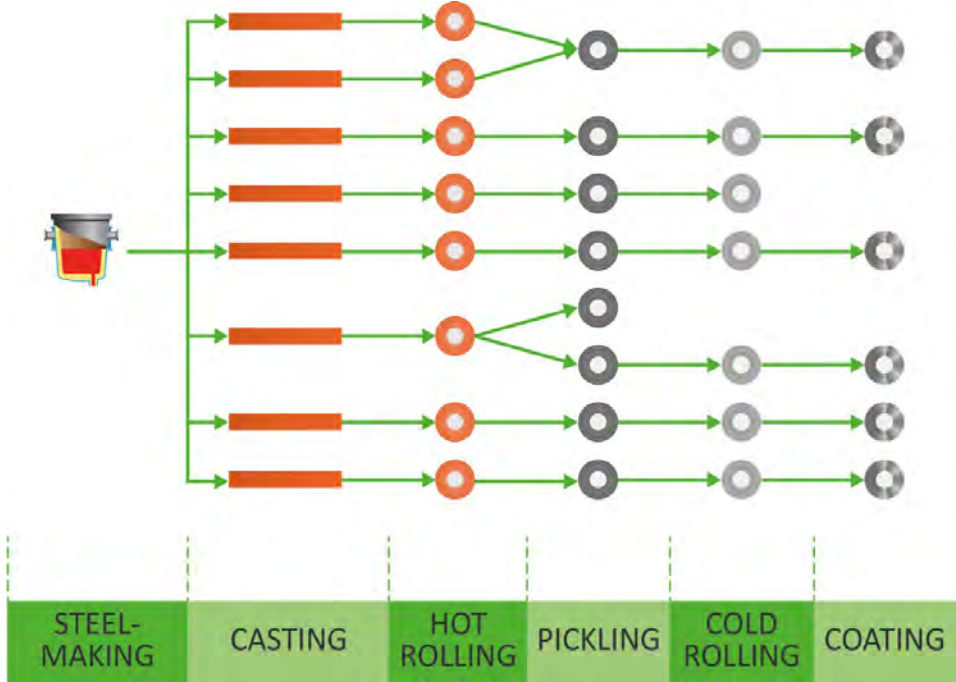 STEEL-
MAKING
CASTING
HOT
ROLLING
PICKLING
COLD
ROLLING
COATING